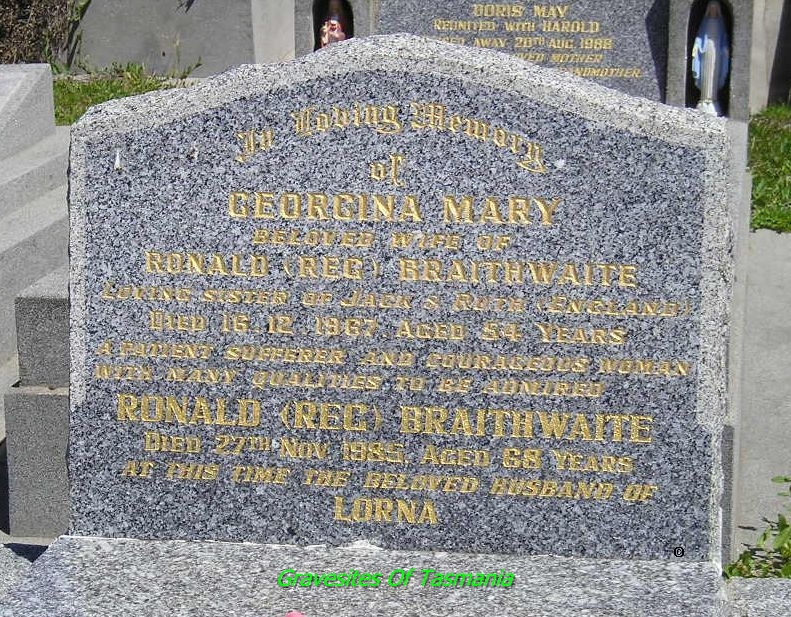 DORIS MAY
REUNITED WITH HAROLD
AWAY 20TH AUG. 1986
MOTHER
GRANDMOTHER
In Loving Memory
of
GEORGINA MARY
BELOVED WIFE OF
RONALD (REG) BRAITHWAITE
LOVING SISTER OF JACK & RUTH (ENGLAND)
DIED 16.12.1967. AGED 54 YEARS
A PATIENT SUFFERER AND COURAGEOUS WOMAN
WITH MANY QUALITIES TO BE ADMIRED
RONALD (REG) BRAITHWAITE
DIED 27TH NOV. 1985. AGED 68 YEARS
AT THIS TIME THE BELOVED HUSBAND OF
LORNA
Gravesites Of Tasmania